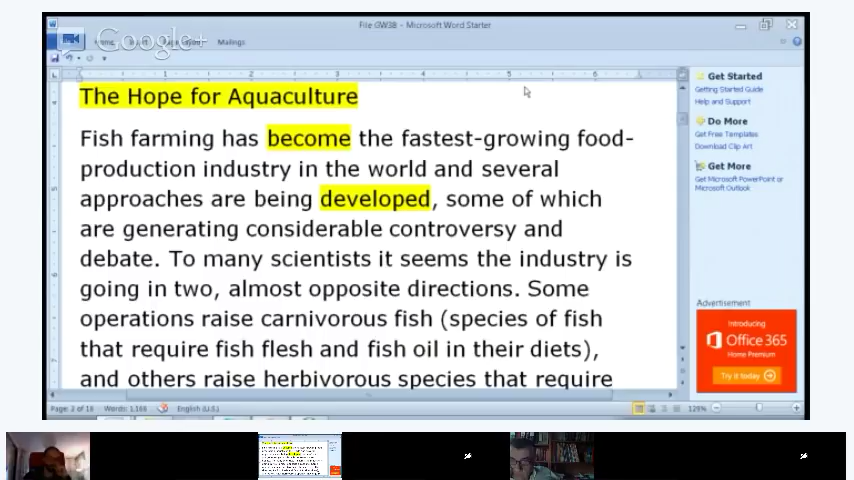 File GW38 - Microsoft Word Starter
Google+
Mailings
The Hope for Aquaculture
Fish farming has become the fastest-growing food-
production industry in the world and several
approaches are being developed, some of which
are generating considerable controversy and
debate. To many scientists it seems the industry is
going in two, almost opposite directions. Some
operations raise carnivorous fish (species of fish
that require fish flesh and fish oil in their diets),
and others raise herbivorous species that require
Get Started
Getting Started Guide
Help and Support
Do More
Get Free Templates
Download Clip Art
Get More
Get Microsoft PowerPoint or
Microsoft Outlook
Advertisement
Introducing
Office 365
Home Premium
Try it today
Page: 3 of 16 Words: 1,168 English (U.S.) 126%